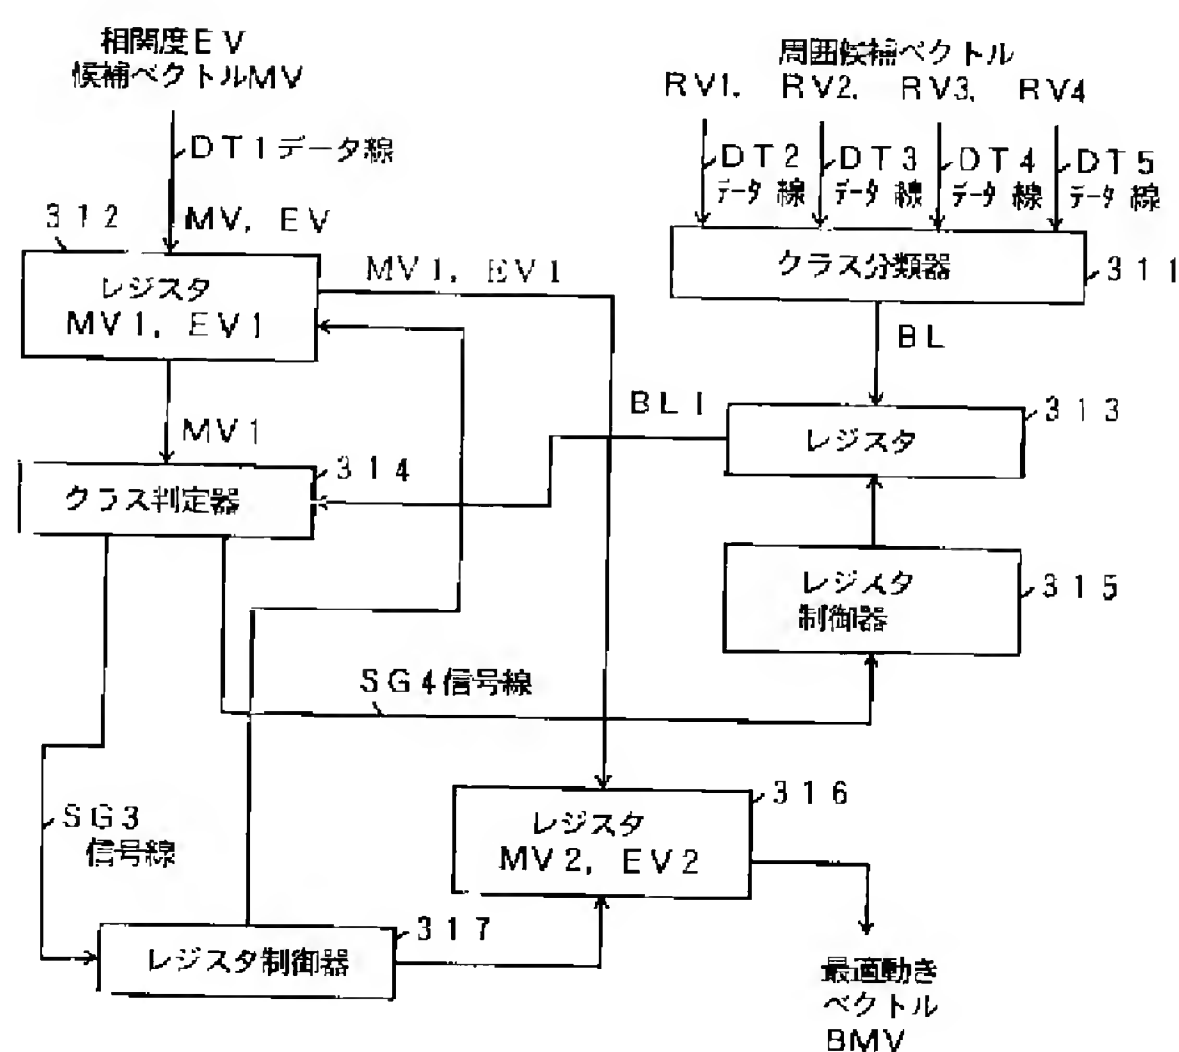 相関度EV
候補ベクトルMV
DT1データ線
周囲候補ベクトル
RV1, RV2, RV3, RV4
DT2 DT3 DT4 DT5
データ線 データ線 データ線 データ線
312
MV, EV
レジスタ
MV1, EV1
MV1, EV1
クラス分類器
311
BL
BL1
313
レジスタ
MV1
314
クラス判定器
レジスタ
制御器
315
SG4信号線
SG3
信号線
316
レジスタ
MV2, EV2
317
レジスタ制御器
最適動き
ベクトル
BMV